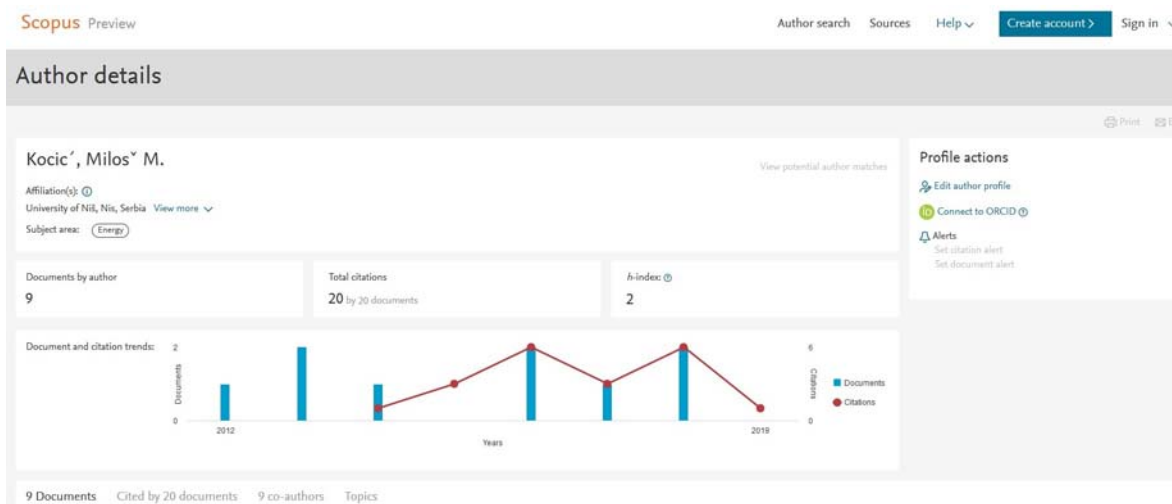 Scopus Preview
Author search Sources Help Create account > Sign in
Author details
Print
Kocic´, Milosˇ M.
View potential author matches
Profile actions
Affiliation(s):
University of Niš, Nis, Serbia View more
Subject area: Energy
Edit author profile
iD Connect to ORCID
Alerts
Set citation alert
Set document alert
Documents by author
9
Total citations
20 by 20 documents
h-index:
2
Document and citation trends:
2
0
Documents
6
0
Citations
2012
2019
Years
Documents
Citations
9 Documents Cited by 20 documents 9 co-authors Topics